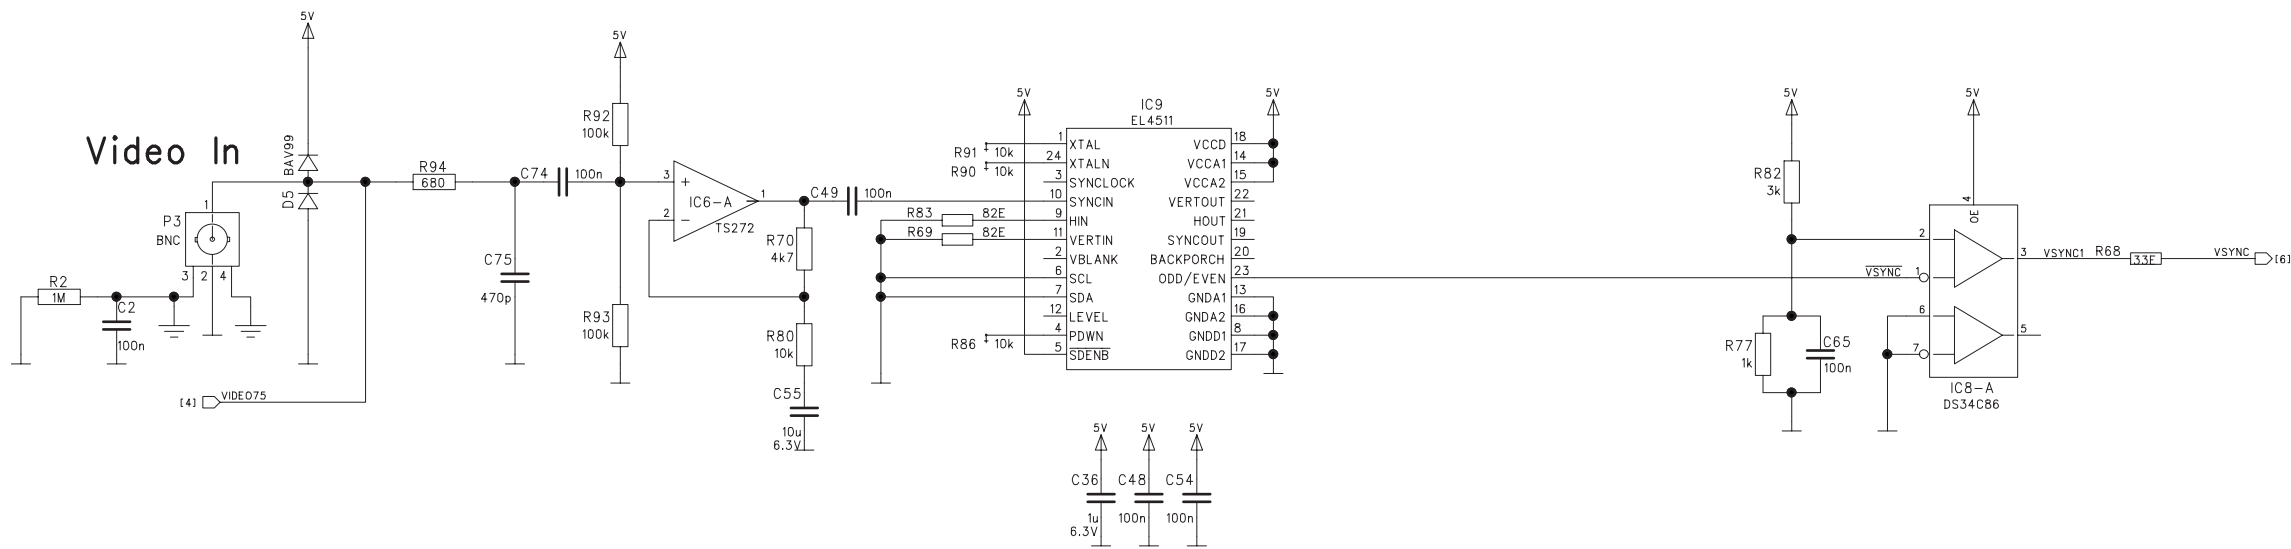 Video In
5V
BAV99
D5
P3
BNC
1
3
2
4
R2
1M
C2
100n
[4]
VIDEO75
R94
680
C75
470p
C74
100n
5V
R92
100k
R93
100k
3
2
+
−
IC6-A
1
TS272
R70
4k7
R80
10k
C55
10u
6.3V
C49
100n
R83
82E
R69
82E
5V
R91
10k
R90
10k
R86
10k
IC9
EL4511
1 XTAL
24 XTALN
3 SYNCLOCK
10 SYNCIN
9 HIN
11 VERTIN
2 VBLANK
6 SCL
7 SDA
12 LEVEL
4 PDWN
5 SDENB
VCCD 18
VCCA1 14
VCCA2 15
VERTOUT 22
HOUT 21
SYNCOUT 19
BACKPORCH 20
ODD/EVEN 23
GNDA1 13
GNDA2 16
GNDD1 8
GNDD2 17
5V
5V
C36
1u
6.3V
5V
C48
100n
5V
C54
100n
5V
R82
3k
R77
1k
C65
100n
5V
4
OE
2
VSYNC
1
3
6
7
5
IC8-A
DS34C86
VSYNC1
R68
33E
VSYNC
[6]